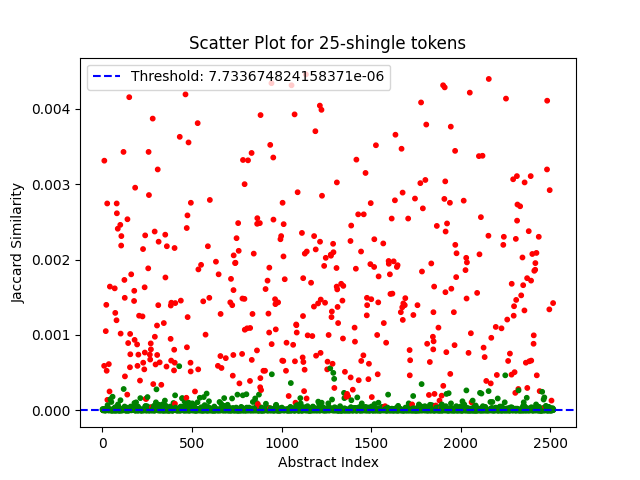 Scatter Plot for 25-shingle tokens
Threshold: 7.733674824158371e-06
Jaccard Similarity
0.004
0.003
0.002
0.001
0.000
0 500 1000 1500 2000 2500
Abstract Index